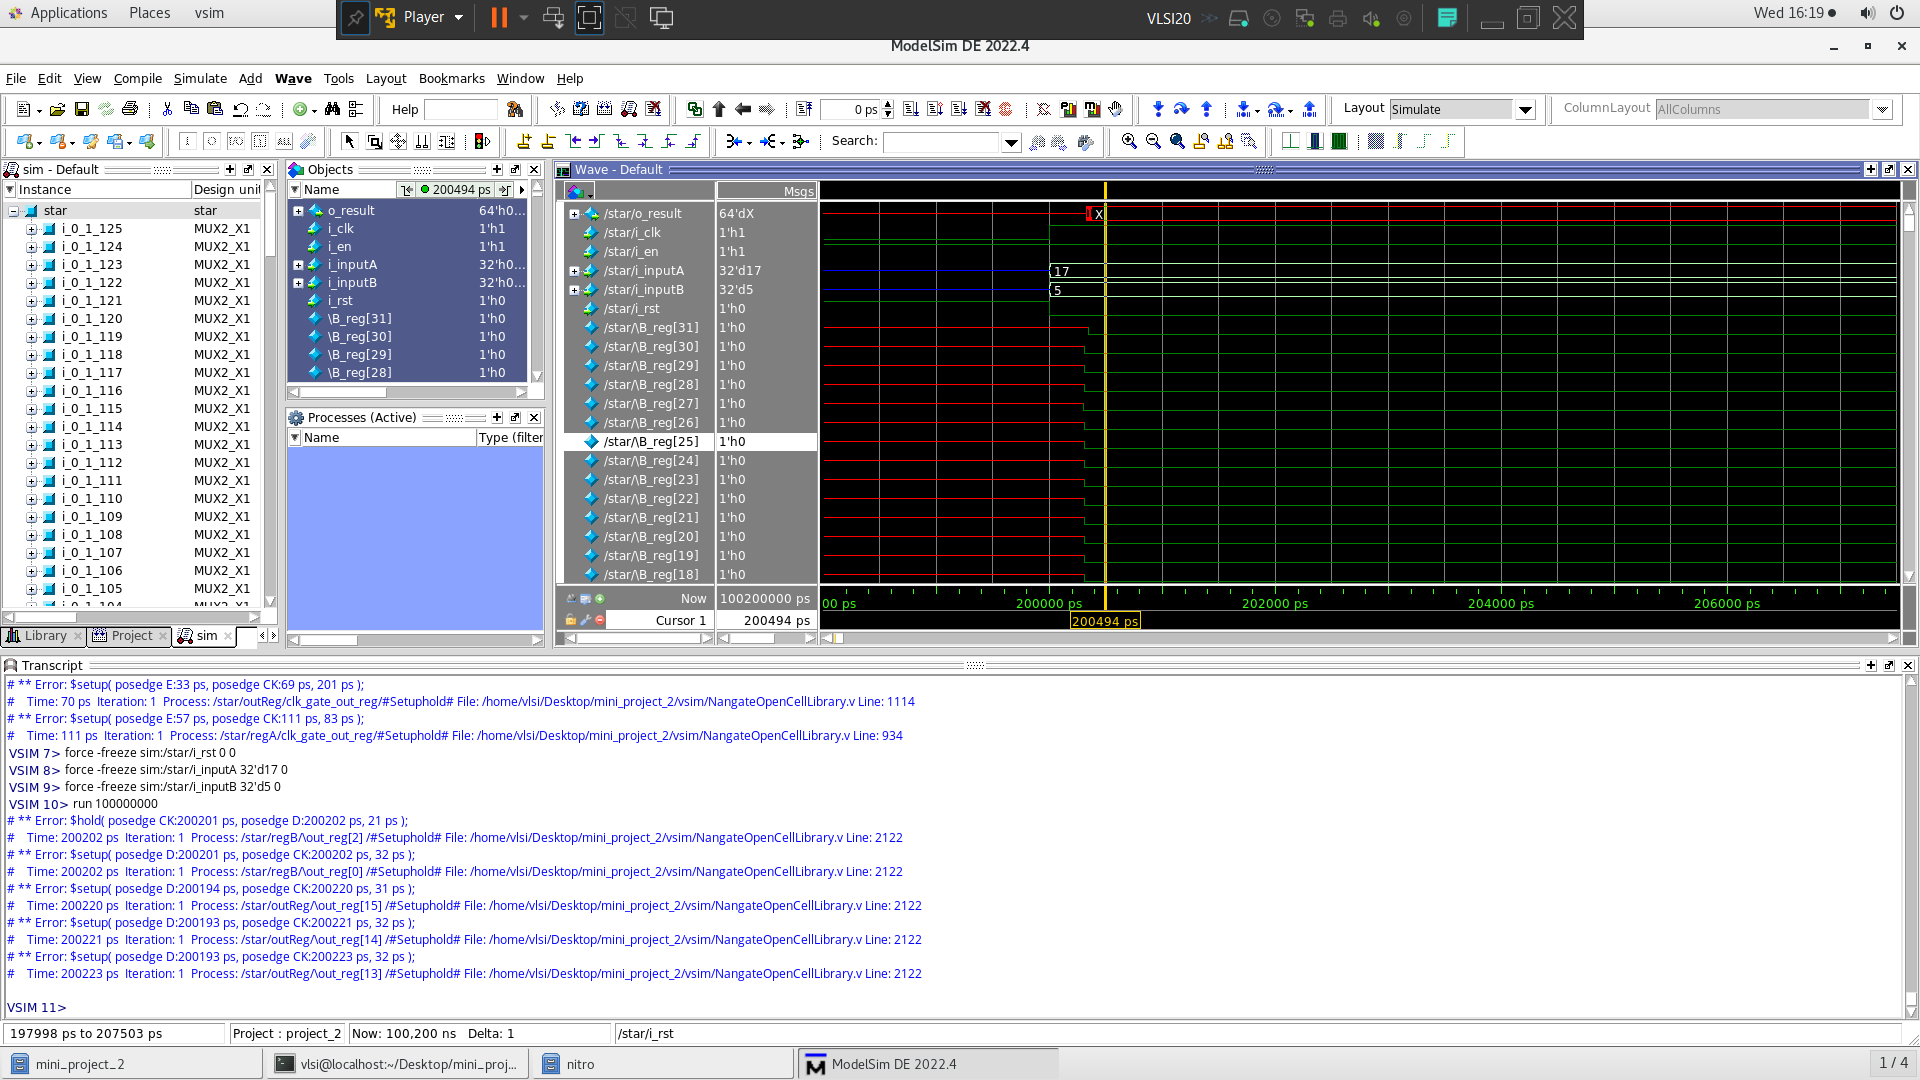 Applications Places vsim
Player
VLSI20
Wed 16:19
ModelSim DE 2022.4
File Edit View Compile Simulate Add Wave Tools Layout Bookmarks Window Help
Help
0 ps
Layout Simulate
ColumnLayout AllColumns
Search:
sim - Default
Instance Design unit
star star
i_0_1_125 MUX2_X1
i_0_1_124 MUX2_X1
i_0_1_123 MUX2_X1
i_0_1_122 MUX2_X1
i_0_1_121 MUX2_X1
i_0_1_120 MUX2_X1
i_0_1_119 MUX2_X1
i_0_1_118 MUX2_X1
i_0_1_117 MUX2_X1
i_0_1_116 MUX2_X1
i_0_1_115 MUX2_X1
i_0_1_114 MUX2_X1
i_0_1_113 MUX2_X1
i_0_1_112 MUX2_X1
i_0_1_111 MUX2_X1
i_0_1_110 MUX2_X1
i_0_1_109 MUX2_X1
i_0_1_108 MUX2_X1
i_0_1_107 MUX2_X1
i_0_1_106 MUX2_X1
i_0_1_105 MUX2_X1
i_0_1_104 MUX2_X1
Library Project sim
Objects
Name 200494 ps
o_result 64'h0...
i_clk 1'h1
i_en 1'h1
i_inputA 32'h0...
i_inputB 32'h0...
i_rst 1'h0
\B_reg[31] 1'h0
\B_reg[30] 1'h0
\B_reg[29] 1'h0
\B_reg[28] 1'h0
Processes (Active)
Name Type (filter
Wave - Default
Msgs
/star/o_result 64'dX X
/star/i_clk 1'h1
/star/i_en 1'h1
/star/i_inputA 32'd17 17
/star/i_inputB 32'd5 5
/star/i_rst 1'h0
/star/\B_reg[31] 1'h0
/star/\B_reg[30] 1'h0
/star/\B_reg[29] 1'h0
/star/\B_reg[28] 1'h0
/star/\B_reg[27] 1'h0
/star/\B_reg[26] 1'h0
/star/\B_reg[25] 1'h0
/star/\B_reg[24] 1'h0
/star/\B_reg[23] 1'h0
/star/\B_reg[22] 1'h0
/star/\B_reg[21] 1'h0
/star/\B_reg[20] 1'h0
/star/\B_reg[19] 1'h0
/star/\B_reg[18] 1'h0
Now 100200000 ps 00 ps 200000 ps 202000 ps 204000 ps 206000 ps
Cursor 1 200494 ps 200494 ps
Transcript
# ** Error: $setup( posedge E:33 ps, posedge CK:69 ps, 201 ps );
# Time: 70 ps Iteration: 1 Process: /star/outReg/clk_gate_out_reg/#Setuphold# File: /home/vlsi/Desktop/mini_project_2/vsim/NangateOpenCellLibrary.v Line: 1114
# ** Error: $setup( posedge E:57 ps, posedge CK:111 ps, 83 ps );
# Time: 111 ps Iteration: 1 Process: /star/regA/clk_gate_out_reg/#Setuphold# File: /home/vlsi/Desktop/mini_project_2/vsim/NangateOpenCellLibrary.v Line: 934
VSIM 7> force -freeze sim:/star/i_rst 0 0
VSIM 8> force -freeze sim:/star/i_inputA 32'd17 0
VSIM 9> force -freeze sim:/star/i_inputB 32'd5 0
VSIM 10> run 100000000
# ** Error: $hold( posedge CK:200201 ps, posedge D:200202 ps, 21 ps );
# Time: 200202 ps Iteration: 1 Process: /star/regB/\out_reg[2] /#Setuphold# File: /home/vlsi/Desktop/mini_project_2/vsim/NangateOpenCellLibrary.v Line: 2122
# ** Error: $setup( posedge D:200201 ps, posedge CK:200202 ps, 32 ps );
# Time: 200202 ps Iteration: 1 Process: /star/regB/\out_reg[0] /#Setuphold# File: /home/vlsi/Desktop/mini_project_2/vsim/NangateOpenCellLibrary.v Line: 2122
# ** Error: $setup( posedge D:200194 ps, posedge CK:200220 ps, 31 ps );
# Time: 200220 ps Iteration: 1 Process: /star/outReg/\out_reg[15] /#Setuphold# File: /home/vlsi/Desktop/mini_project_2/vsim/NangateOpenCellLibrary.v Line: 2122
# ** Error: $setup( posedge D:200193 ps, posedge CK:200221 ps, 32 ps );
# Time: 200221 ps Iteration: 1 Process: /star/outReg/\out_reg[14] /#Setuphold# File: /home/vlsi/Desktop/mini_project_2/vsim/NangateOpenCellLibrary.v Line: 2122
# ** Error: $setup( posedge D:200193 ps, posedge CK:200223 ps, 32 ps );
# Time: 200223 ps Iteration: 1 Process: /star/outReg/\out_reg[13] /#Setuphold# File: /home/vlsi/Desktop/mini_project_2/vsim/NangateOpenCellLibrary.v Line: 2122
VSIM 11>
197998 ps to 207503 ps Project : project_2 Now: 100,200 ns Delta: 1 /star/i_rst
mini_project_2 vlsi@localhost:~/Desktop/mini_proj... nitro ModelSim DE 2022.4 1 / 4